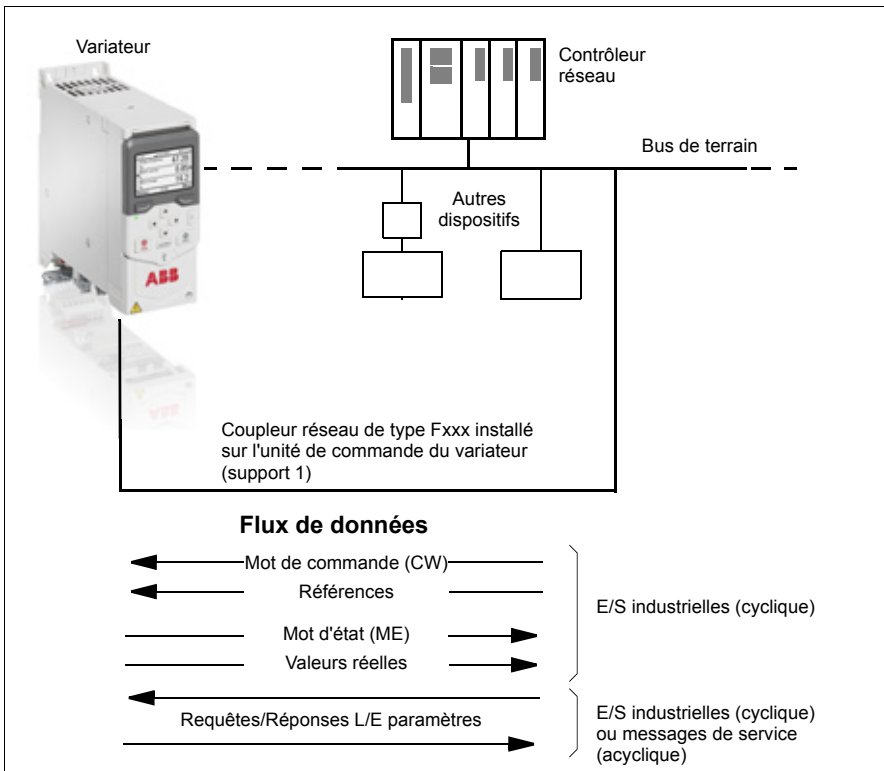 Variateur
Contrôleur
réseau
Bus de terrain
Autres
dispositifs
ABB
Coupleur réseau de type Fxxx installé
sur l'unité de commande du variateur
(support 1)
Flux de données
Mot de commande (CW)
Références
E/S industrielles (cyclique)
Mot d'état (ME)
Valeurs réelles
Requêtes/Réponses L/E paramètres
E/S industrielles (cyclique)
ou messages de service
(acyclique)